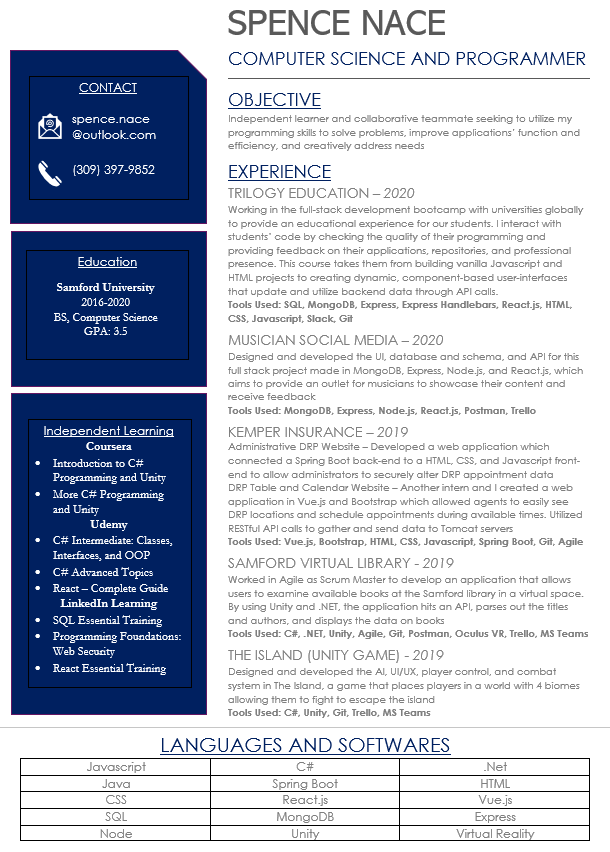 SPENCE NACE
COMPUTER SCIENCE AND PROGRAMMER
CONTACT
spence.nace
@outlook.com
(309) 397-9852
Education
Samford University
2016-2020
BS, Computer Science
GPA: 3.5
Independent Learning
Coursera
• Introduction to C#
Programming and Unity
• More C# Programming
and Unity
Udemy
• C# Intermediate: Classes,
Interfaces, and OOP
• C# Advanced Topics
• React – Complete Guide
LinkedIn Learning
• SQL Essential Training
• Programming Foundations:
Web Security
• React Essential Training
OBJECTIVE
Independent learner and collaborative teammate seeking to utilize my
programming skills to solve problems, improve applications' function and
efficiency, and creatively address needs
EXPERIENCE
TRILOGY EDUCATION – 2020
Working in the full-stack development bootcamp with universities globally
to provide an educational experience for our students. I interact with
students' code by checking the quality of their programming and
providing feedback on their applications, repositories, and professional
presence. This course takes them from building vanilla Javascript and
HTML projects to creating dynamic, component-based user-interfaces
that update and utilize backend data through API calls.
Tools Used: SQL, MongoDB, Express, Express Handlebars, React.js, HTML,
CSS, Javascript, Slack, Git
MUSICIAN SOCIAL MEDIA – 2020
Designed and developed the UI, database and schema, and API for this
full stack project made in MongoDB, Express, Node.js, and React.js, which
aims to provide an outlet for musicians to showcase their content and
receive feedback
Tools Used: MongoDB, Express, Node.js, React.js, Postman, Trello
KEMPER INSURANCE – 2019
Administrative DRP Website – Developed a web application which
connected a Spring Boot back-end to a HTML, CSS, and Javascript front-
end to allow administrators to securely alter DRP appointment data
DRP Table and Calendar Website – Another intern and I created a web
application in Vue.js and Bootstrap which allowed agents to easily see
DRP locations and schedule appointments during available times. Utilized
RESTful API calls to gather and send data to Tomcat servers
Tools Used: Vue.js, Bootstrap, HTML, CSS, Javascript, Spring Boot, Git, Agile
SAMFORD VIRTUAL LIBRARY - 2019
Worked in Agile as Scrum Master to develop an application that allows
users to examine available books at the Samford library in a virtual space.
By using Unity and .NET, the application hits an API, parses out the titles
and authors, and displays the data on books
Tools Used: C#, .NET, Unity, Agile, Git, Postman, Oculus VR, Trello, MS Teams
THE ISLAND (UNITY GAME) - 2019
Designed and developed the AI, UI/UX, player control, and combat
system in The Island, a game that places players in a world with 4 biomes
allowing them to fight to escape the island
Tools Used: C#, Unity, Git, Trello, MS Teams
LANGUAGES AND SOFTWARES
Javascript C# .Net
Java Spring Boot HTML
CSS React.js Vue.js
SQL MongoDB Express
Node Unity Virtual Reality